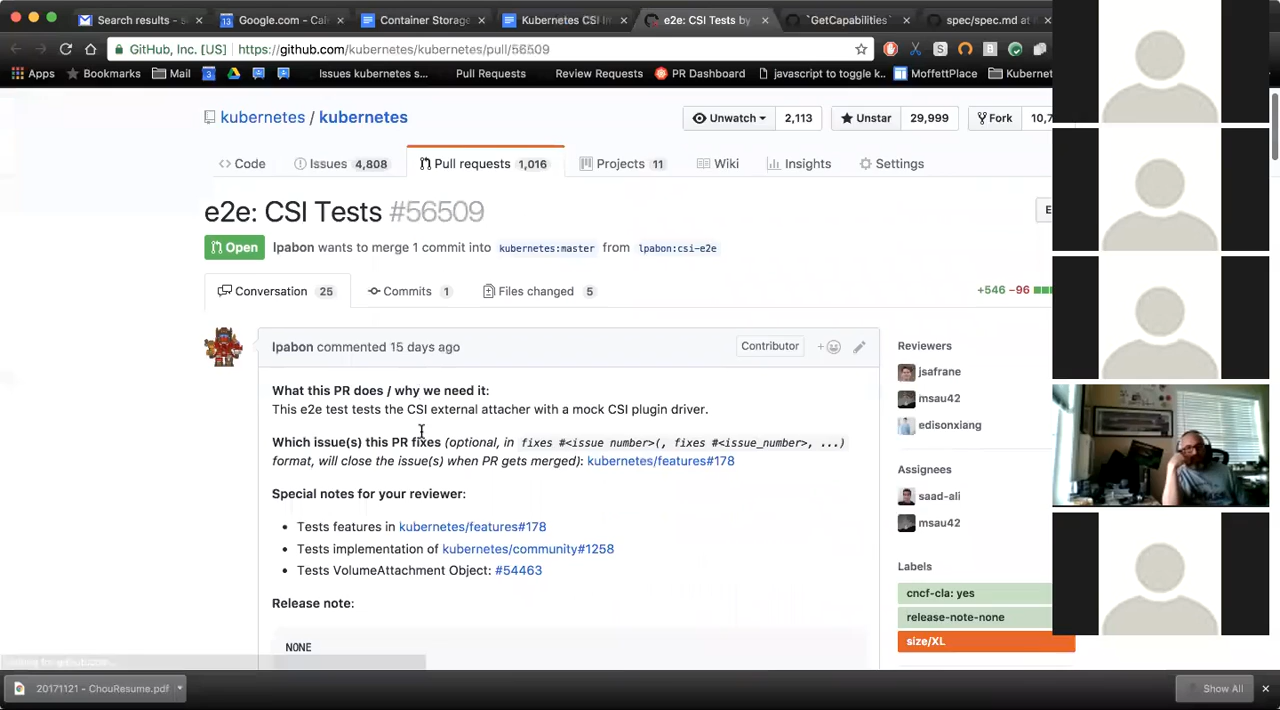 Search results - s
Google.com - Cal
Container Storage
Kubernetes CSI In
e2e: CSI Tests by
`GetCapabilities`
spec/spec.md at
GitHub, Inc. [US]
https://github.com/kubernetes/kubernetes/pull/56509
Apps
Bookmarks
Mail
Issues kubernetes s...
Pull Requests
Review Requests
PR Dashboard
javascript to toggle k..
MoffettPlace
Kubernet
kubernetes / kubernetes
Unwatch
2,113
Unstar
29,999
Fork
10,7
Code
Issues 4,808
Pull requests 1,016
Projects 11
Wiki
Insights
Settings
e2e: CSI Tests #56509
E
Open
lpabon wants to merge 1 commit into kubernetes:master from lpabon:csi-e2e
Conversation 25
Commits 1
Files changed 5
+546 −96
lpabon commented 15 days ago
Contributor
What this PR does / why we need it:
This e2e test tests the CSI external attacher with a mock CSI plugin driver.
Which issue(s) this PR fixes (optional, in fixes #<issue number>(, fixes #<issue_number>, ...)
format, will close the issue(s) when PR gets merged): kubernetes/features#178
Special notes for your reviewer:
Tests features in kubernetes/features#178
Tests implementation of kubernetes/community#1258
Tests VolumeAttachment Object: #54463
Release note:
NONE
Reviewers
jsafrane
msau42
edisonxiang
Assignees
saad-ali
msau42
Labels
cncf-cla: yes
release-note-none
size/XL
20171121 - ChouResume.pdf
Show All